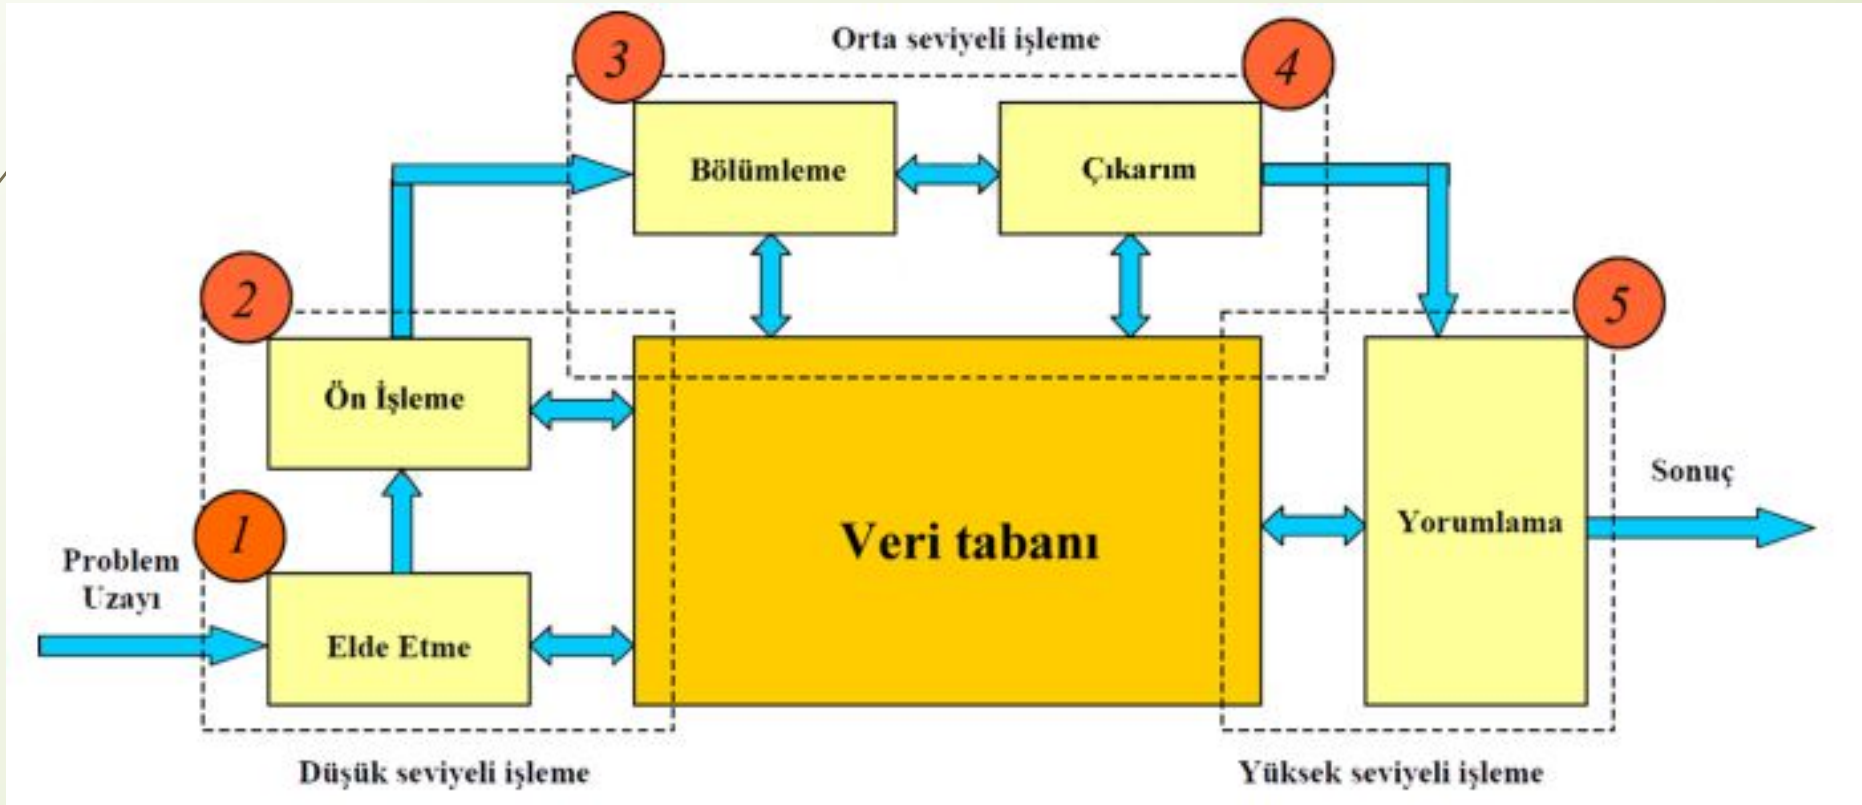 Orta seviyeli işleme
3
4
Bölümleme
Çıkarım
2
5
Ön İşleme
Sonuç
1
Yorumlama
Veri tabanı
Problem
Uzayı
Elde Etme
Düşük seviyeli işleme
Yüksek seviyeli işleme